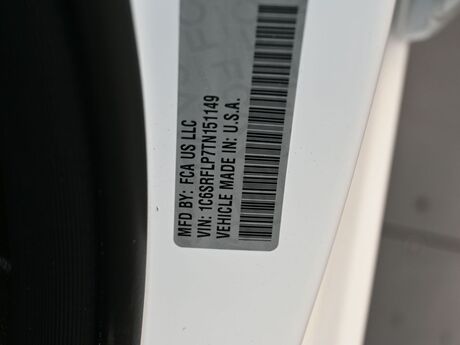 MFD BY: FCA US LLC
VIN: 1C6SRFLP7TN151149
VEHICLE MADE IN: U.S.A.